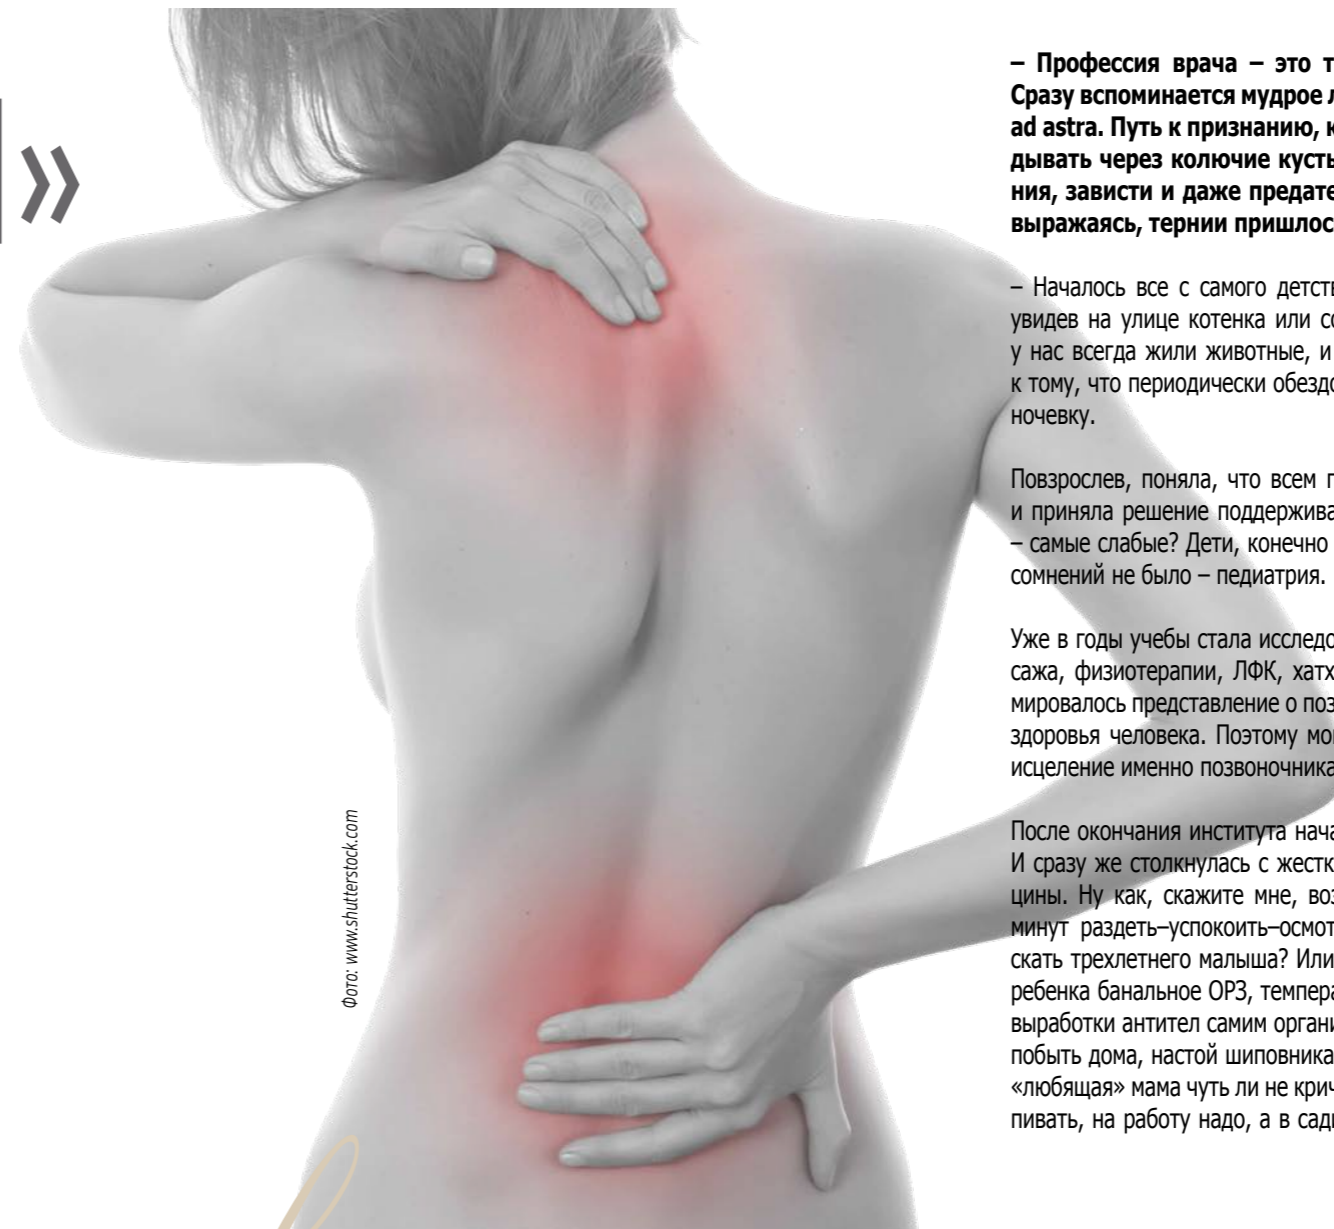 – Профессия врача – это т
Сразу вспоминается мудрое л
ad astra. Путь к признанию, к
дывать через колючие кусты
ния, зависти и даже предате
выражаясь, тернии пришлос
– Началось все с самого детств
увидев на улице котенка или со
у нас всегда жили животные, и
к тому, что периодически обездо
ночевку.
Повзрослев, поняла, что всем п
и приняла решение поддержива
– самые слабые? Дети, конечно
сомнений не было – педиатрия.
Уже в годы учебы стала исследо
сажа, физиотерапии, ЛФК, хатх
мировалось представление о поз
здоровья человека. Поэтому мо
исцеление именно позвоночника
После окончания института нача
И сразу же столкнулась с жестк
цины. Ну как, скажите мне, воз
минут раздеть–успокоить–осмот
скать трехлетнего малыша? Или
ребенка банальное ОРЗ, темпера
выработки антител самим органи
побыть дома, настой шиповника
«любящая» мама чуть ли не крич
пивать, на работу надо, а в сади
Фото: www.shutterstock.com